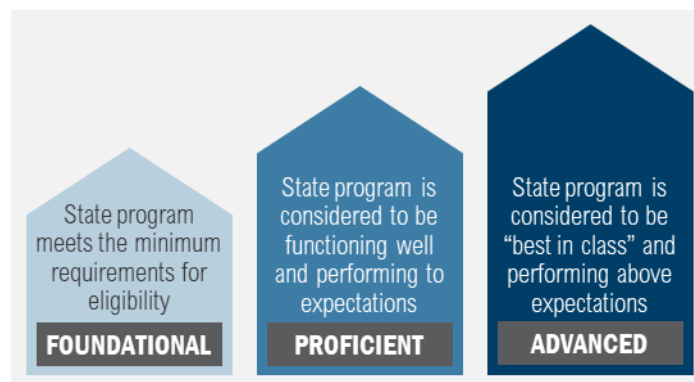 State program
meets the minimum
requirements for
eligibility
FOUNDATIONAL
State program is
considered to be
functioning well
and performing to
expectations
PROFICIENT
State program is
considered to be
“best in class” and
performing above
expectations
ADVANCED